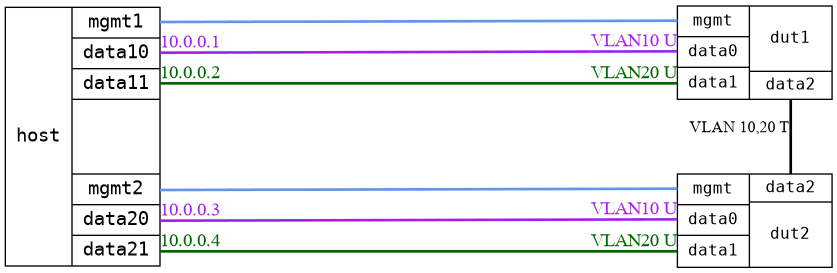 mgmt1 mgmt
data10 10.0.0.1 VLAN10 U data0 dut1
data11 10.0.0.2 VLAN20 U data1 data2
host VLAN 10,20 T
mgmt2 mgmt data2
data20 10.0.0.3 VLAN10 U data0
data21 10.0.0.4 VLAN20 U data1 dut2